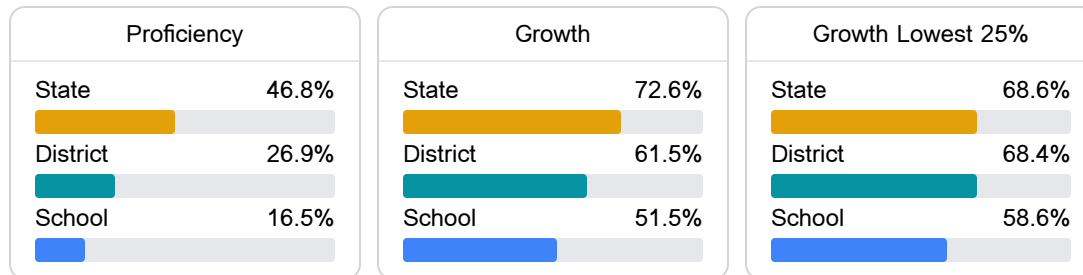 Proficiency
State 46.8%
District 26.9%
School 16.5%
Growth
State 72.6%
District 61.5%
School 51.5%
Growth Lowest 25%
State 68.6%
District 68.4%
School 58.6%